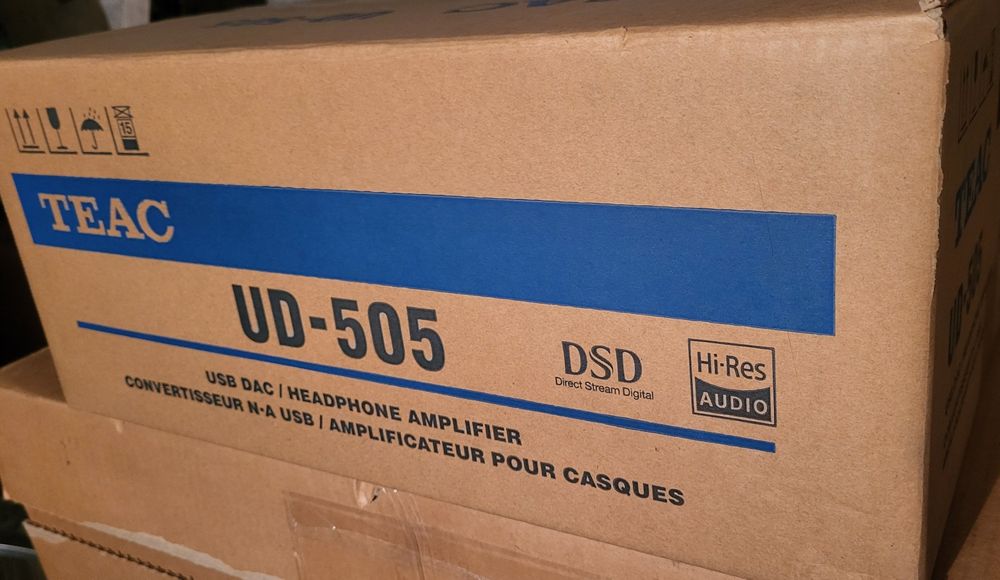 15
TEAC
UD-505
DSD
Direct Stream Digital
Hi·Res
AUDIO
USB DAC / HEADPHONE AMPLIFIER
CONVERTISSEUR N·A USB / AMPLIFICATEUR POUR CASQUES
TEAC
UD-505